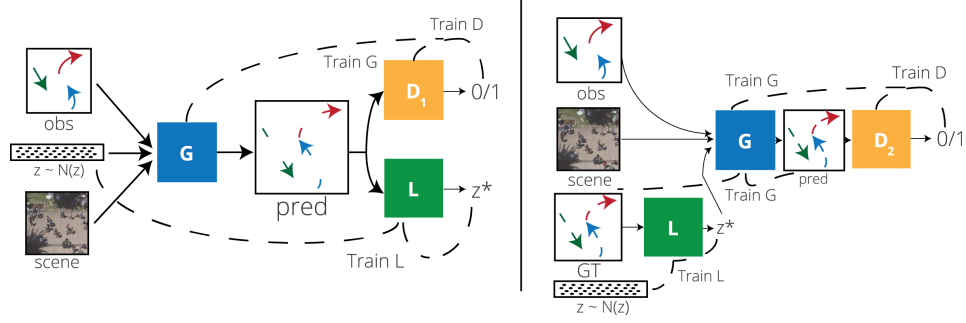 Train D
Train G
obs
G
D1
0/1
z ~ N(z)
pred
L
z*
scene
Train L
obs
Train G
Train D
G
D2
0/1
scene
pred
Train G
L
z*
GT
Train L
z ~ N(z)